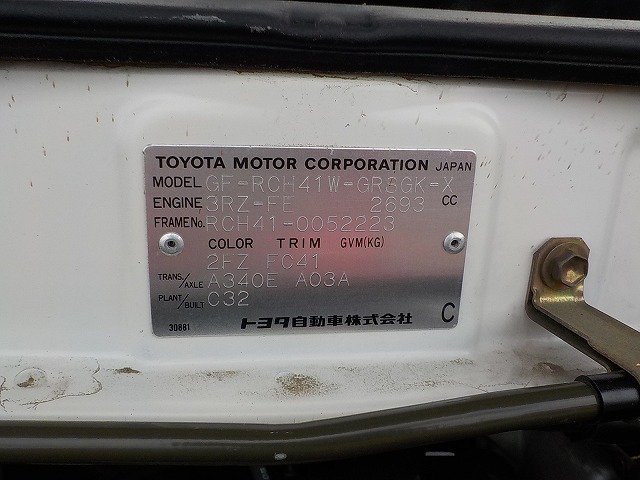 TOYOTA MOTOR CORPORATION JAPAN
MODEL GF-RCH41W-GRSGK-X
ENGINE 3RZ-FE 2693 CC
FRAME No. RCH41-0052223
COLOR TRIM GVM(KG)
2FZ FC41
TRANS./AXLE A340E A03A
PLANT/BUILT C32
30881 トヨタ自動車株式会社 C